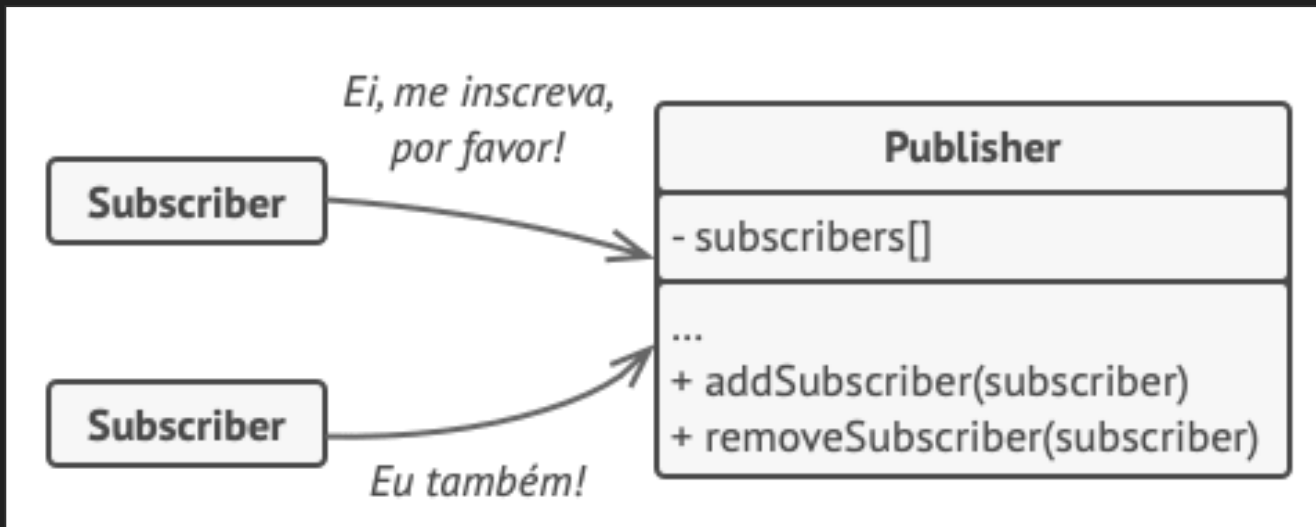 Ei, me inscreva,
por favor!
Subscriber
Subscriber
Eu também!
Publisher
- subscribers[]
...
+ addSubscriber(subscriber)
+ removeSubscriber(subscriber)